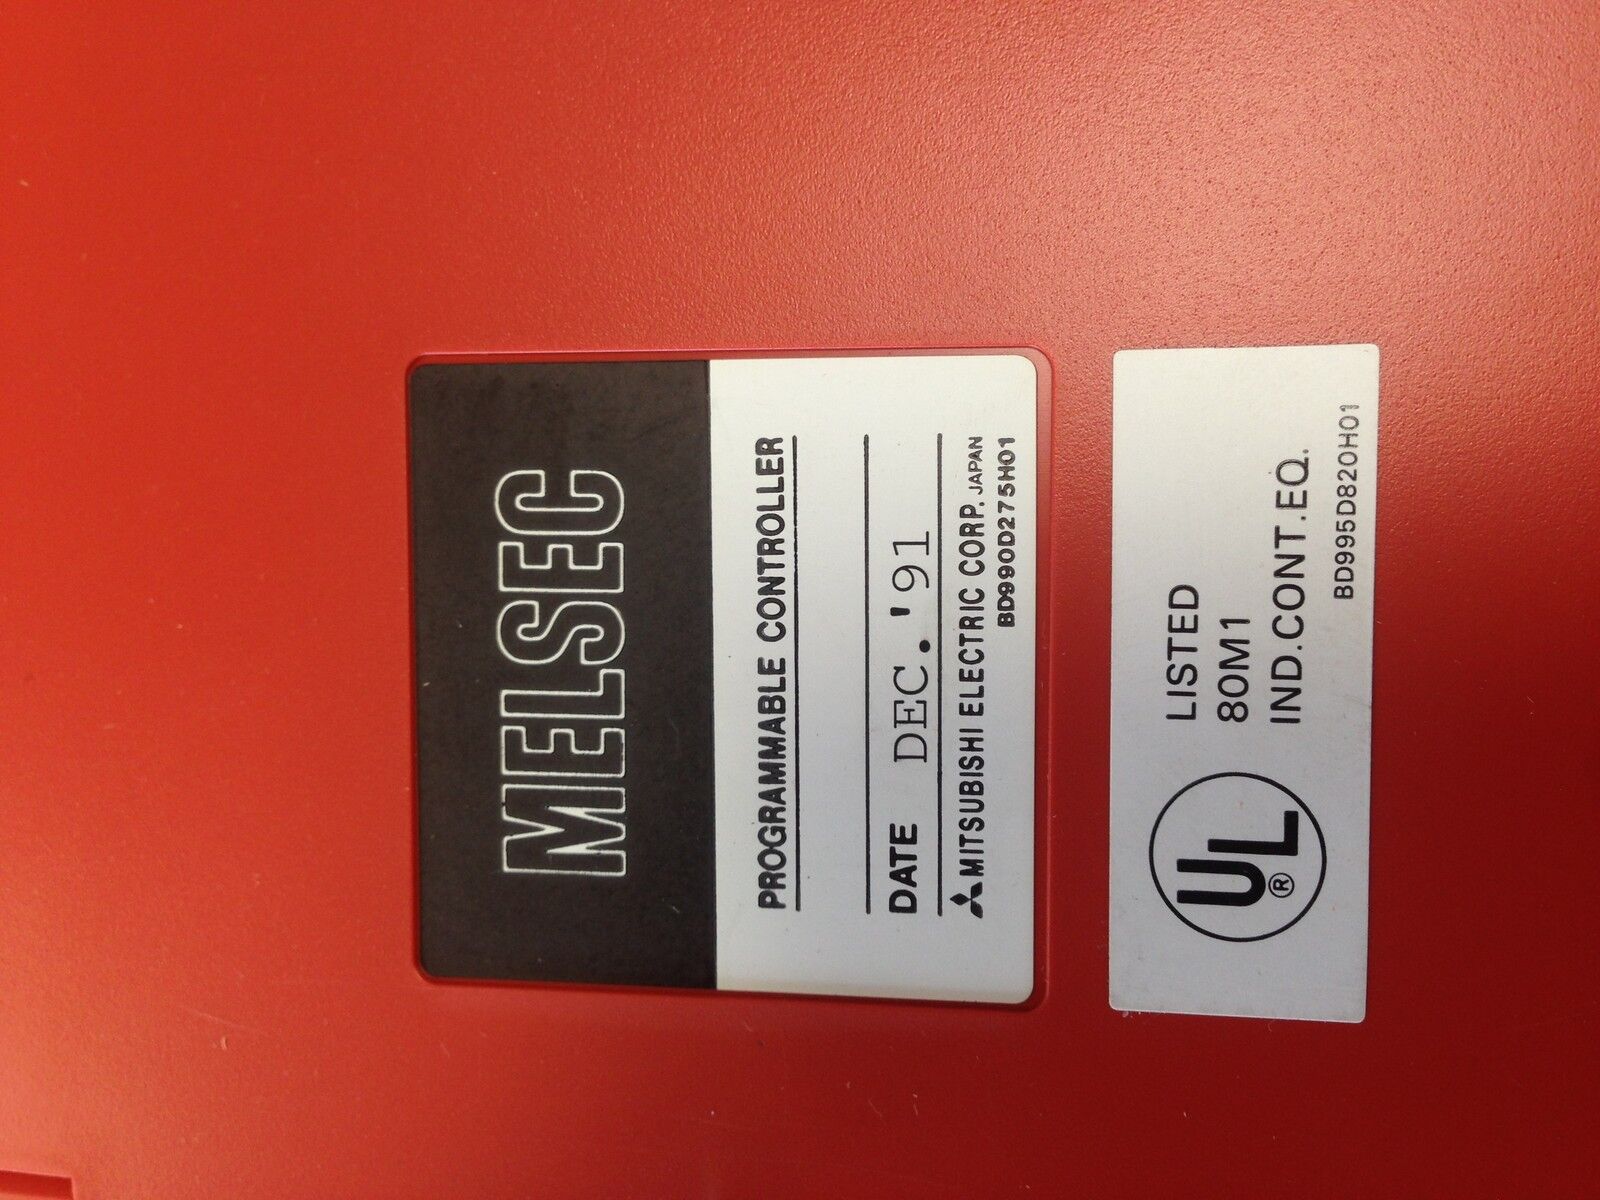 MELSEC
PROGRAMMABLE CONTROLLER
DATE DEC.'91
MITSUBISHI ELECTRIC CORP. JAPAN
BD990D275H01
UL®
LISTED
80M1
IND.CONT.EQ.
BD995D820H01